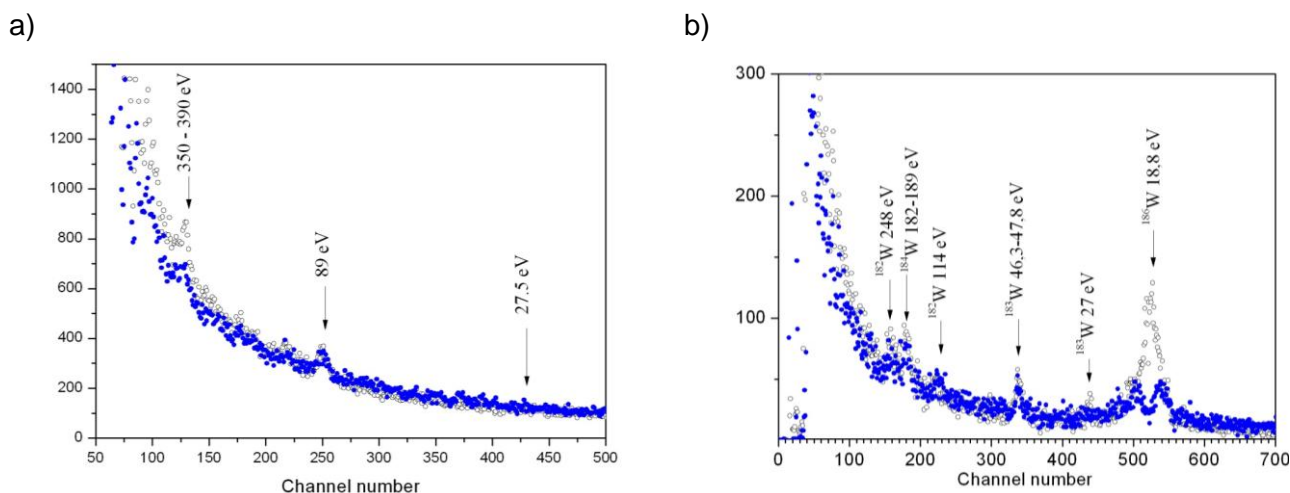 a)
1400
1200
1000
800
600
400
200
0
50
100
150
200
250
300
350
400
450
500
350 - 390 eV
89 eV
27.5 eV
Channel number
b)
300
200
100
0
100
200
300
400
500
600
700
¹⁸²W 248 eV
¹⁸⁴W 182-189 eV
¹⁸²W 114 eV
¹⁸³W 46.3-47.8 eV
¹⁸³W 27 eV
¹⁸⁶W 18.8 eV
Channel number